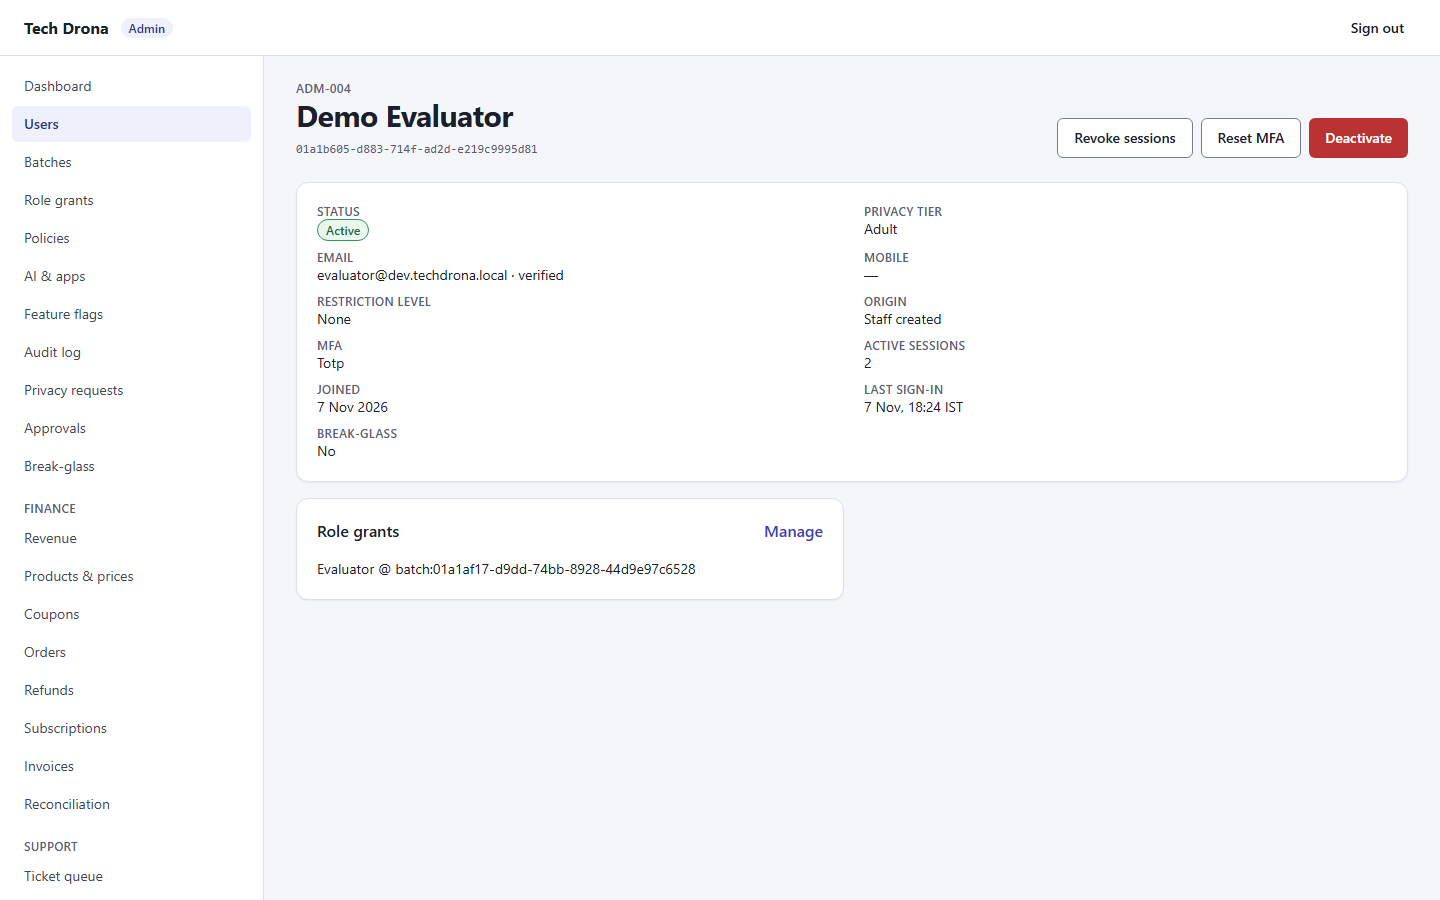 Tech Drona Admin
Sign out
Dashboard
Users
Batches
Role grants
Policies
AI & apps
Feature flags
Audit log
Privacy requests
Approvals
Break-glass
FINANCE
Revenue
Products & prices
Coupons
Orders
Refunds
Subscriptions
Invoices
Reconciliation
SUPPORT
Ticket queue
ADM-004
Demo Evaluator
01a1b605-d883-714f-ad2d-e219c9995d81
Revoke sessions
Reset MFA
Deactivate
STATUS
Active
PRIVACY TIER
Adult
EMAIL
evaluator@dev.techdrona.local · verified
MOBILE
—
RESTRICTION LEVEL
None
ORIGIN
Staff created
MFA
Totp
ACTIVE SESSIONS
2
JOINED
7 Nov 2026
LAST SIGN-IN
7 Nov, 18:24 IST
BREAK-GLASS
No
Role grants
Manage
Evaluator @ batch:01a1af17-d9dd-74bb-8928-44d9e97c6528